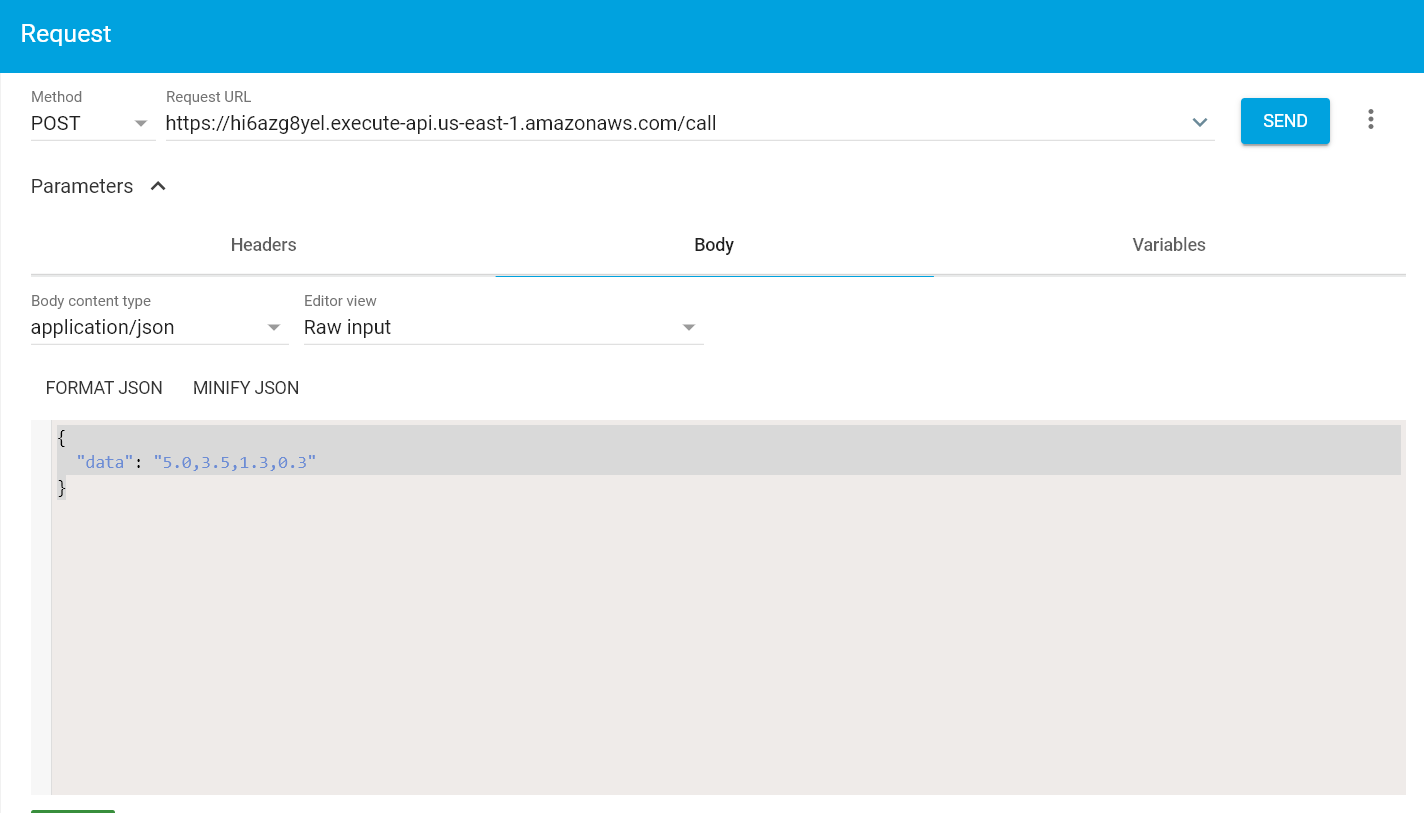 Request
Method
Request URL
POST
https://hi6azg8yel.execute-api.us-east-1.amazonaws.com/call
SEND
Parameters
Headers
Body
Variables
Body content type
Editor view
application/json
Raw input
FORMAT JSON
MINIFY JSON
{
"data": "5.0,3.5,1.3,0.3"
}